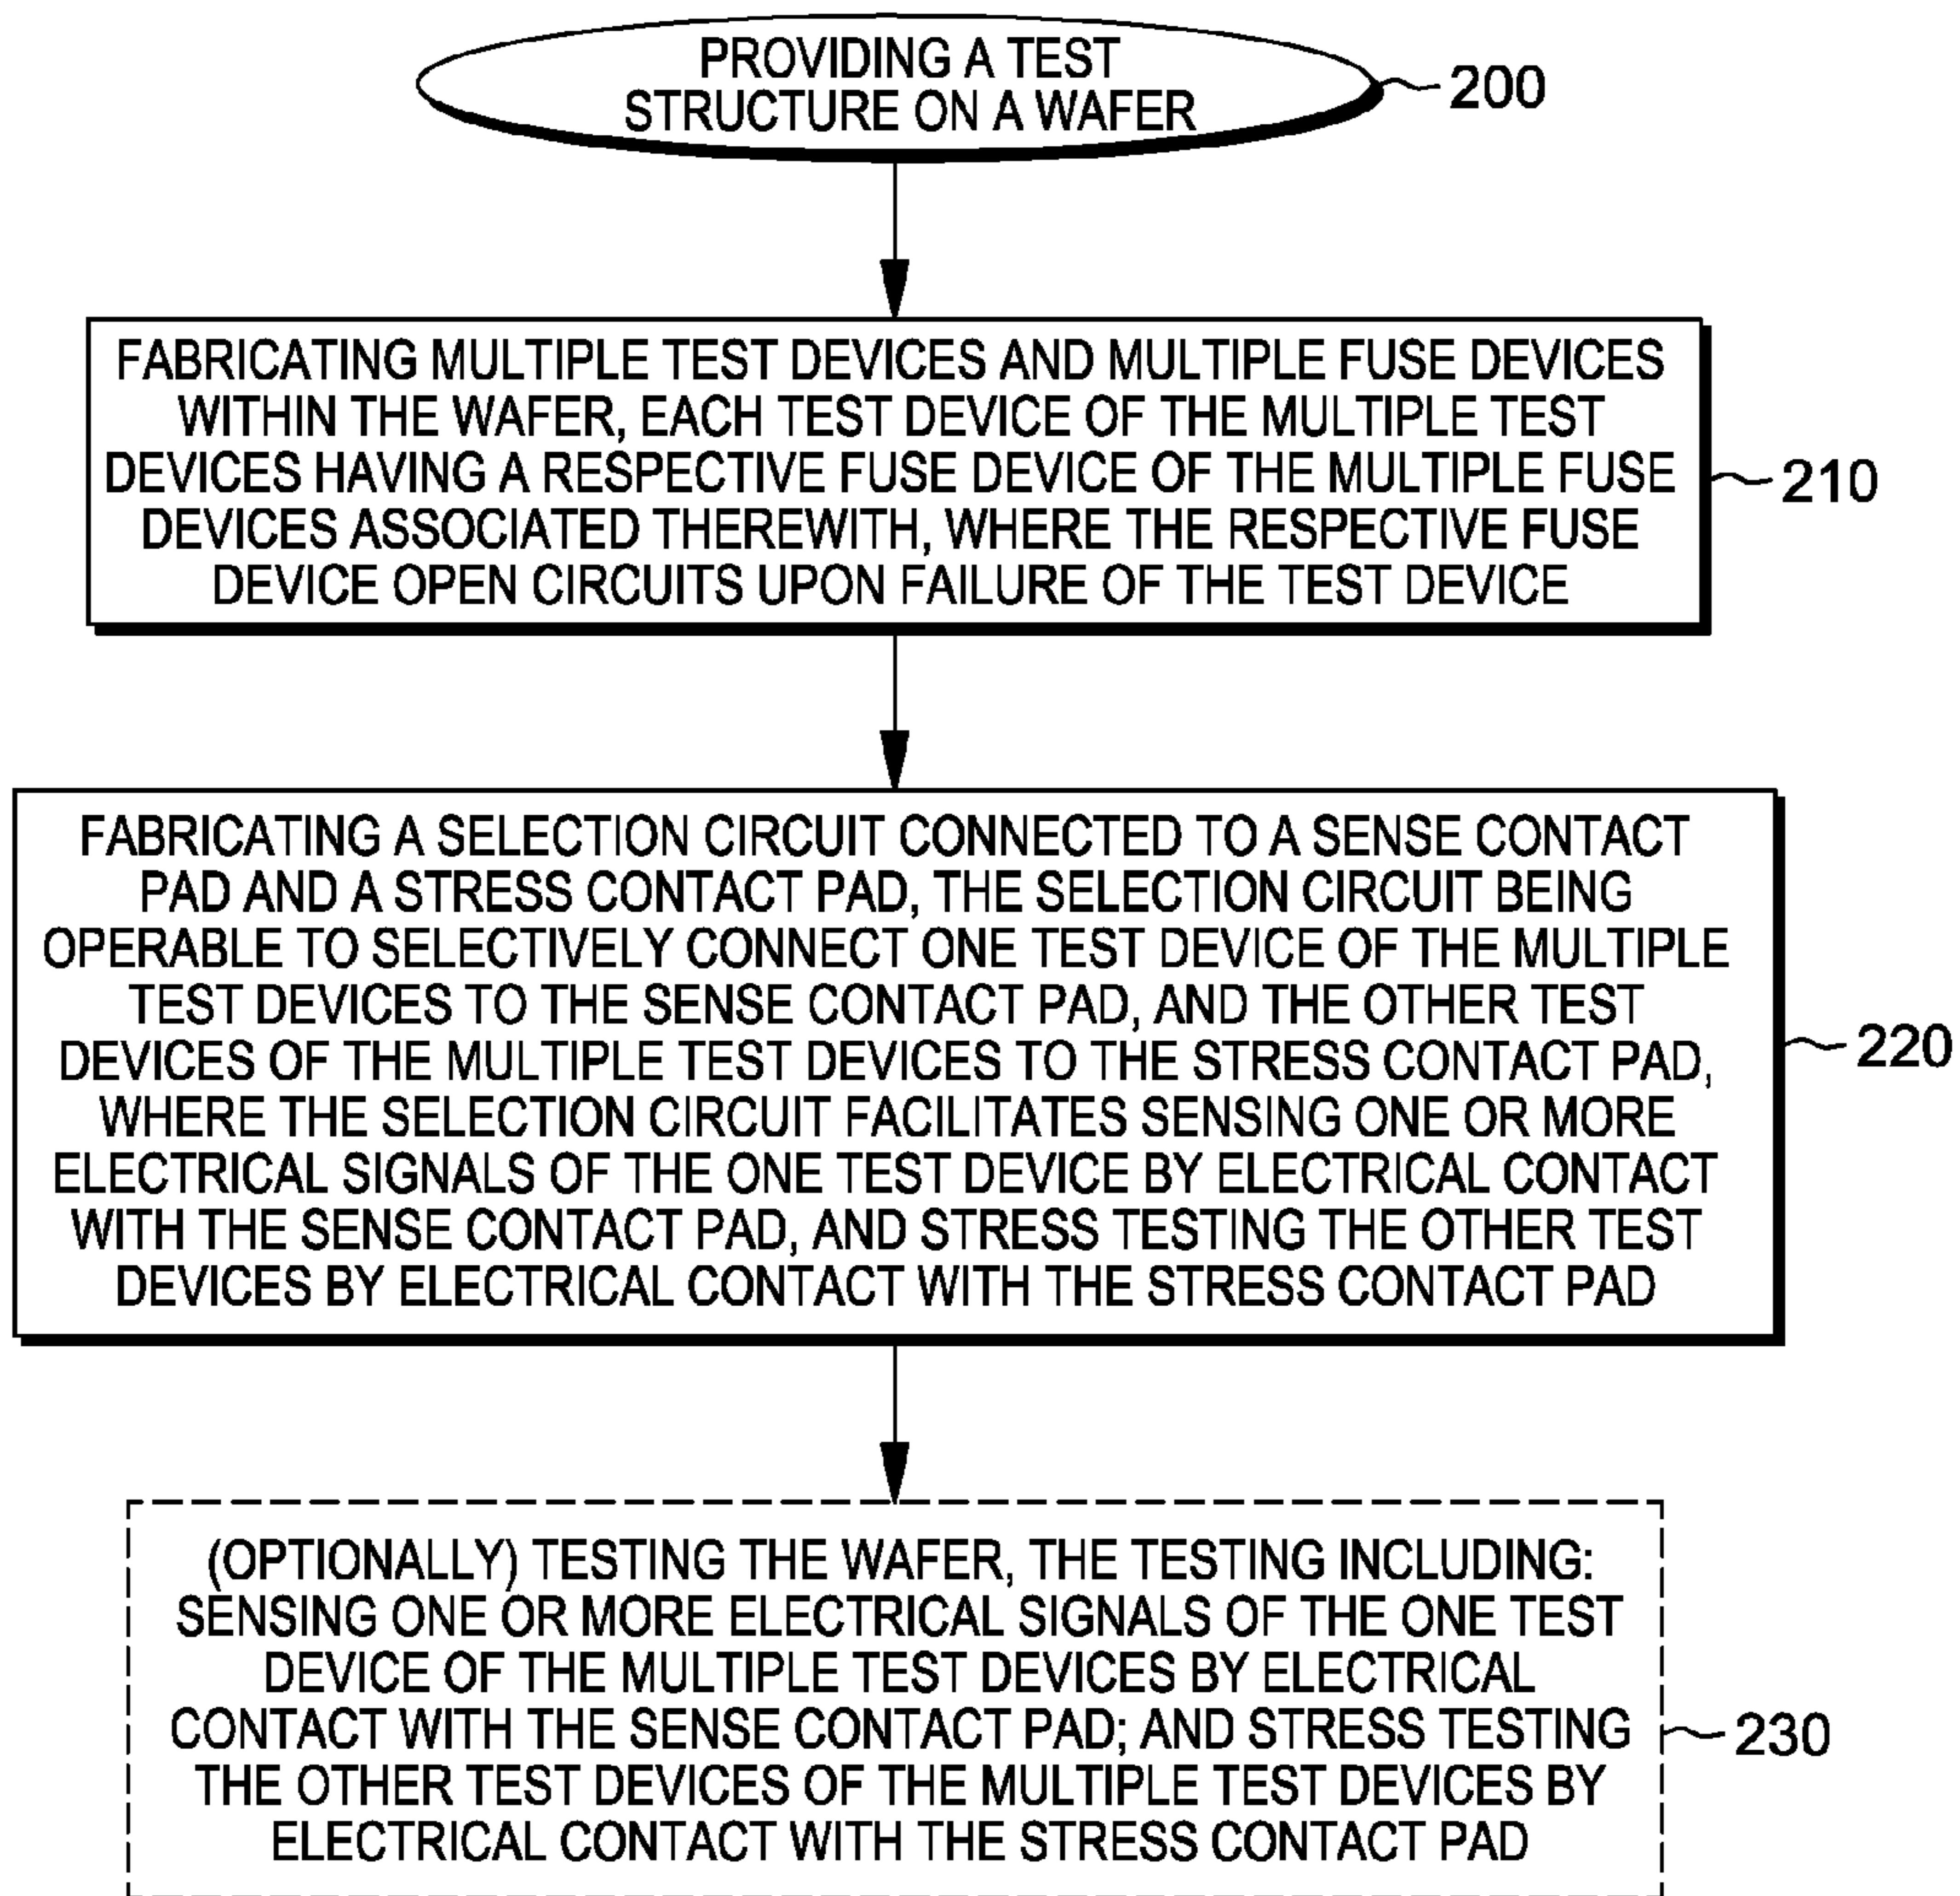 PROVIDING A TEST
STRUCTURE ON A WAFER
200
FABRICATING MULTIPLE TEST DEVICES AND MULTIPLE FUSE DEVICES
WITHIN THE WAFER, EACH TEST DEVICE OF THE MULTIPLE TEST
DEVICES HAVING A RESPECTIVE FUSE DEVICE OF THE MULTIPLE FUSE
DEVICES ASSOCIATED THEREWITH, WHERE THE RESPECTIVE FUSE
DEVICE OPEN CIRCUITS UPON FAILURE OF THE TEST DEVICE
210
FABRICATING A SELECTION CIRCUIT CONNECTED TO A SENSE CONTACT
PAD AND A STRESS CONTACT PAD, THE SELECTION CIRCUIT BEING
OPERABLE TO SELECTIVELY CONNECT ONE TEST DEVICE OF THE MULTIPLE
TEST DEVICES TO THE SENSE CONTACT PAD, AND THE OTHER TEST
DEVICES OF THE MULTIPLE TEST DEVICES TO THE STRESS CONTACT PAD,
WHERE THE SELECTION CIRCUIT FACILITATES SENSING ONE OR MORE
ELECTRICAL SIGNALS OF THE ONE TEST DEVICE BY ELECTRICAL CONTACT
WITH THE SENSE CONTACT PAD, AND STRESS TESTING THE OTHER TEST
DEVICES BY ELECTRICAL CONTACT WITH THE STRESS CONTACT PAD
220
(OPTIONALLY) TESTING THE WAFER, THE TESTING INCLUDING:
SENSING ONE OR MORE ELECTRICAL SIGNALS OF THE ONE TEST
DEVICE OF THE MULTIPLE TEST DEVICES BY ELECTRICAL
CONTACT WITH THE SENSE CONTACT PAD; AND STRESS TESTING
THE OTHER TEST DEVICES OF THE MULTIPLE TEST DEVICES BY
ELECTRICAL CONTACT WITH THE STRESS CONTACT PAD
230